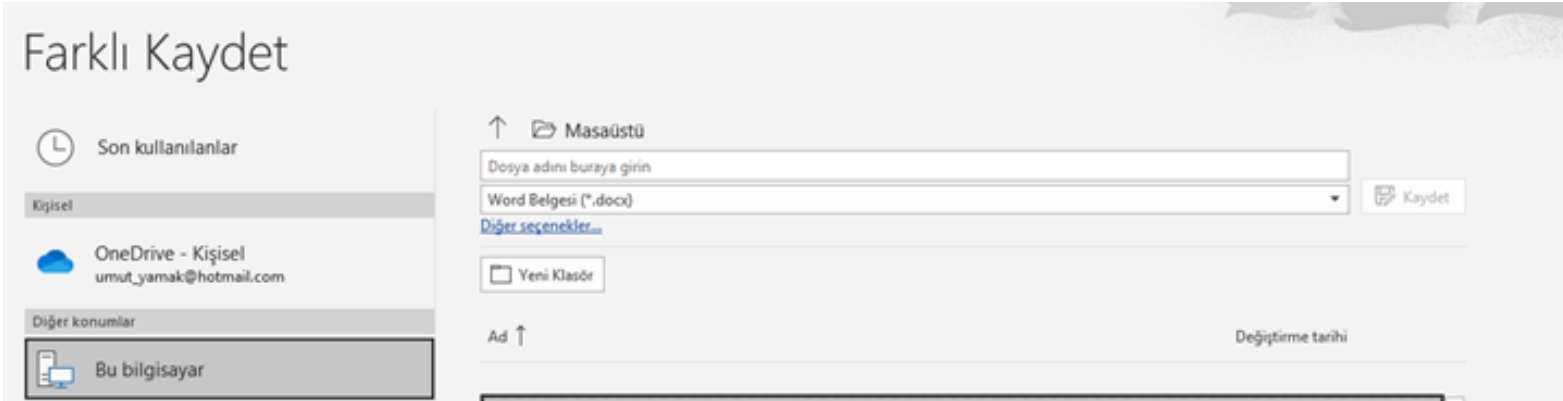 Farklı Kaydet
Son kullanılanlar
Kişisel
OneDrive - Kişisel
umut_yamak@hotmail.com
Diğer konumlar
Bu bilgisayar
Masaüstü
Dosya adını buraya girin
Word Belgesi (*.docx)
Kaydet
Diğer seçenekler...
Yeni Klasör
Ad ↑
Değiştirme tarihi